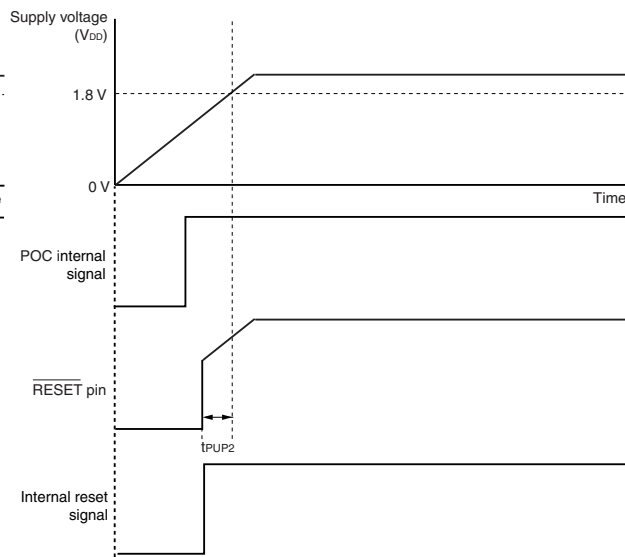 Supply voltage
(VDD)
1.8 V
0 V
Time
POC internal
signal
RESET pin
tPUP2
Internal reset
signal